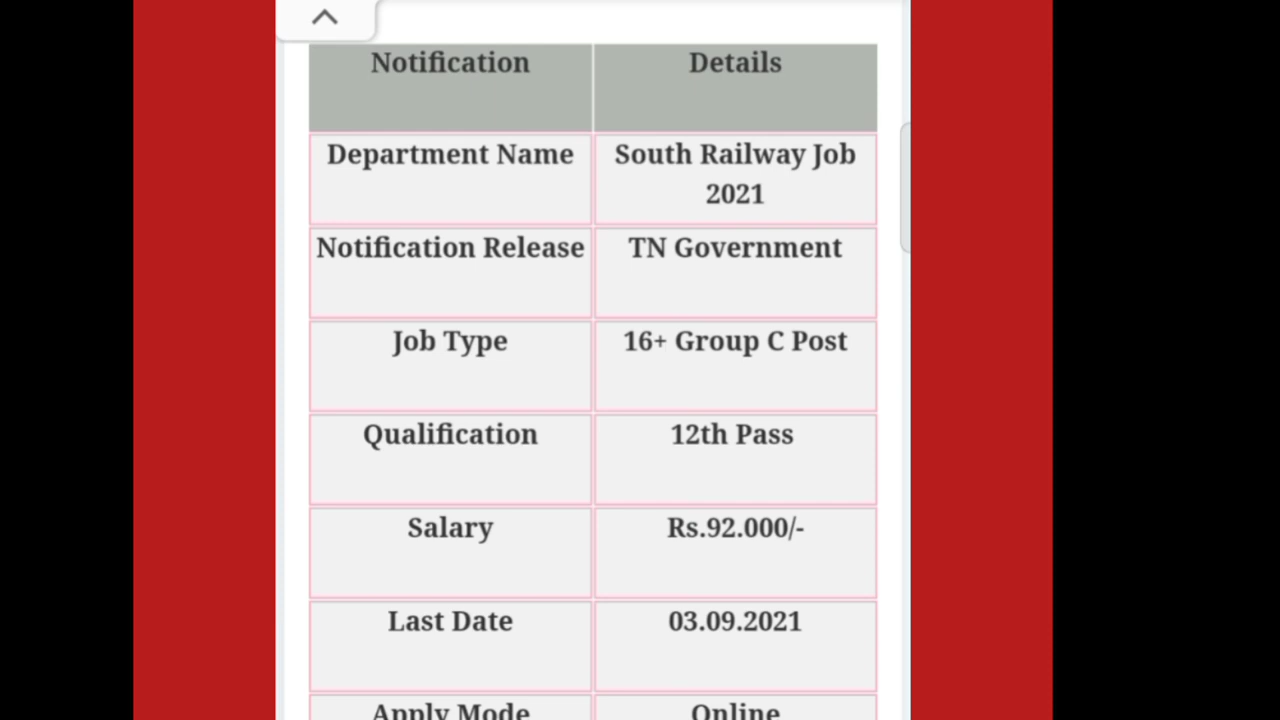 Notification Details
Department Name South Railway Job
2021
Notification Release TN Government
Job Type 16+ Group C Post
Qualification 12th Pass
Salary Rs.92.000/-
Last Date 03.09.2021
Apply Mode Online